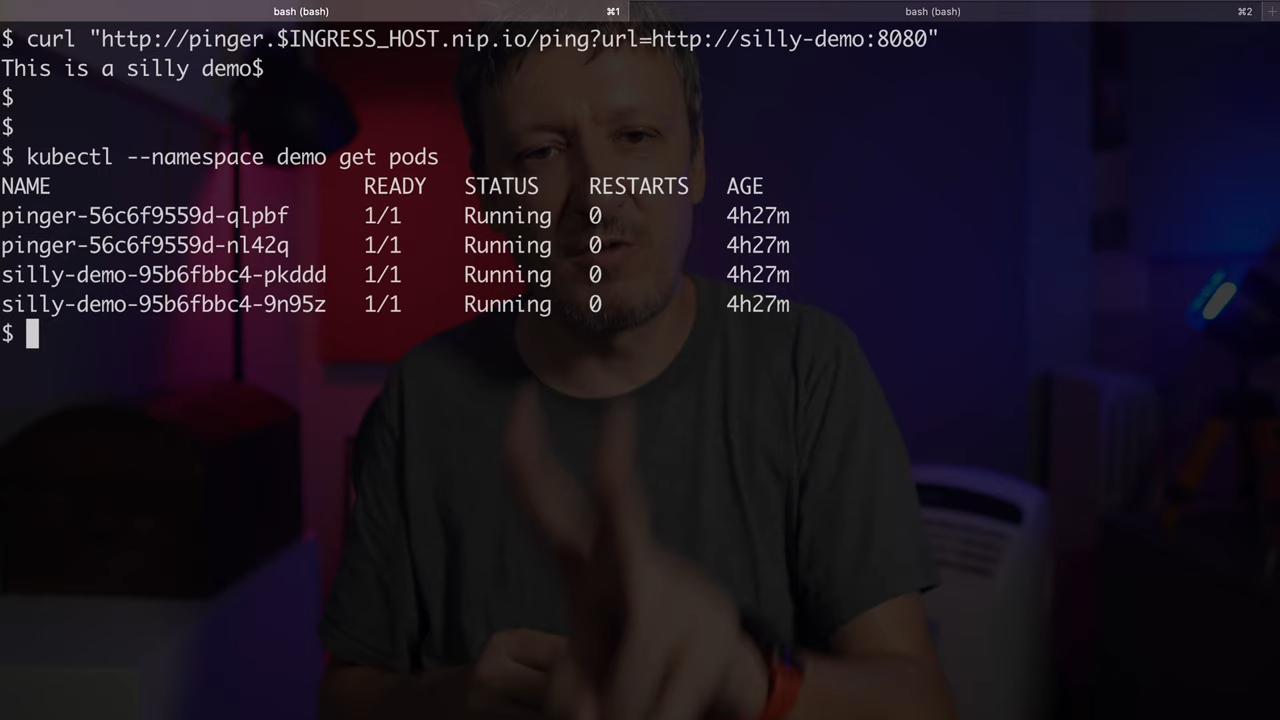 bash (bash) ⌘1 bash (bash) ⌘2 +
$ curl "http://pinger.$INGRESS_HOST.nip.io/ping?url=http://silly-demo:8080"
This is a silly demo$
$
$
$ kubectl --namespace demo get pods
NAME READY STATUS RESTARTS AGE
pinger-56c6f9559d-qlpbf 1/1 Running 0 4h27m
pinger-56c6f9559d-nl42q 1/1 Running 0 4h27m
silly-demo-95b6fbbc4-pkddd 1/1 Running 0 4h27m
silly-demo-95b6fbbc4-9n95z 1/1 Running 0 4h27m
$